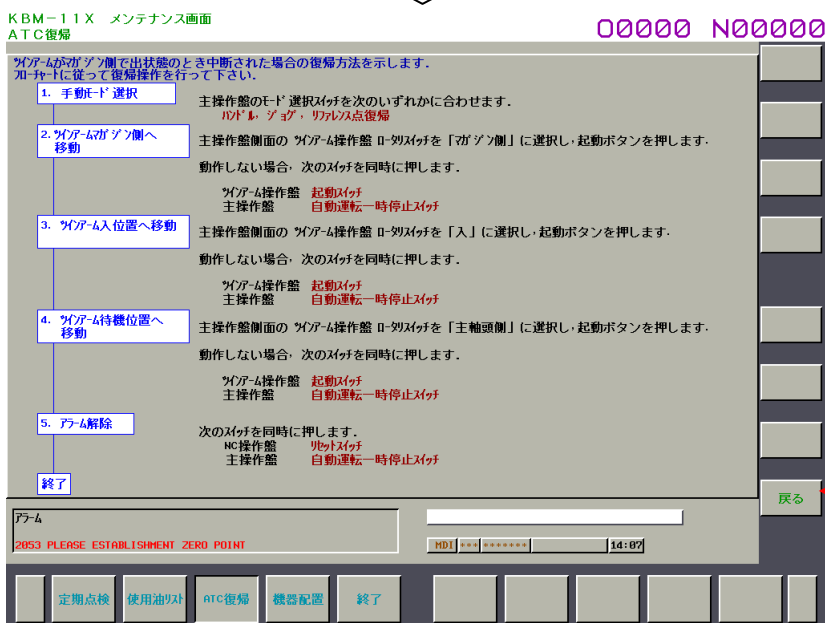 KBM-11X メンテナンス画面
ATC復帰
O0000 N00000
ツインアームがマガジン側で出状態のとき中断された場合の復帰方法を示します.
フローチャートに従って復帰操作を行って下さい.
1. 手動モード選択
主操作盤のモード選択スイッチを次のいずれかに合わせます.
ハンドル, ジョグ, リファレンス点復帰
2. ツインアームマガジン側へ
移動
主操作盤側面の ツインアーム操作盤 ロータリスイッチを「マガジン側」に選択し,起動ボタンを押します.
動作しない場合, 次のスイッチを同時に押します.
ツインアーム操作盤 起動スイッチ
主操作盤 自動運転一時停止スイッチ
3. ツインアーム入位置へ移動
主操作盤側面の ツインアーム操作盤 ロータリスイッチを「入」に選択し,起動ボタンを押します.
動作しない場合, 次のスイッチを同時に押します.
ツインアーム操作盤 起動スイッチ
主操作盤 自動運転一時停止スイッチ
4. ツインアーム待機位置へ
移動
主操作盤側面の ツインアーム操作盤 ロータリスイッチを「主軸頭側」に選択し,起動ボタンを押します.
動作しない場合, 次のスイッチを同時に押します.
ツインアーム操作盤 起動スイッチ
主操作盤 自動運転一時停止スイッチ
5. アラーム解除
次のスイッチを同時に押します.
NC操作盤 リセットスイッチ
主操作盤 自動運転一時停止スイッチ
終了
戻る
アラーム
2053 PLEASE ESTABLISHMENT ZERO POINT
MDI *** ******* 14:07
定期点検 使用油リスト ATC復帰 機器配置 終了